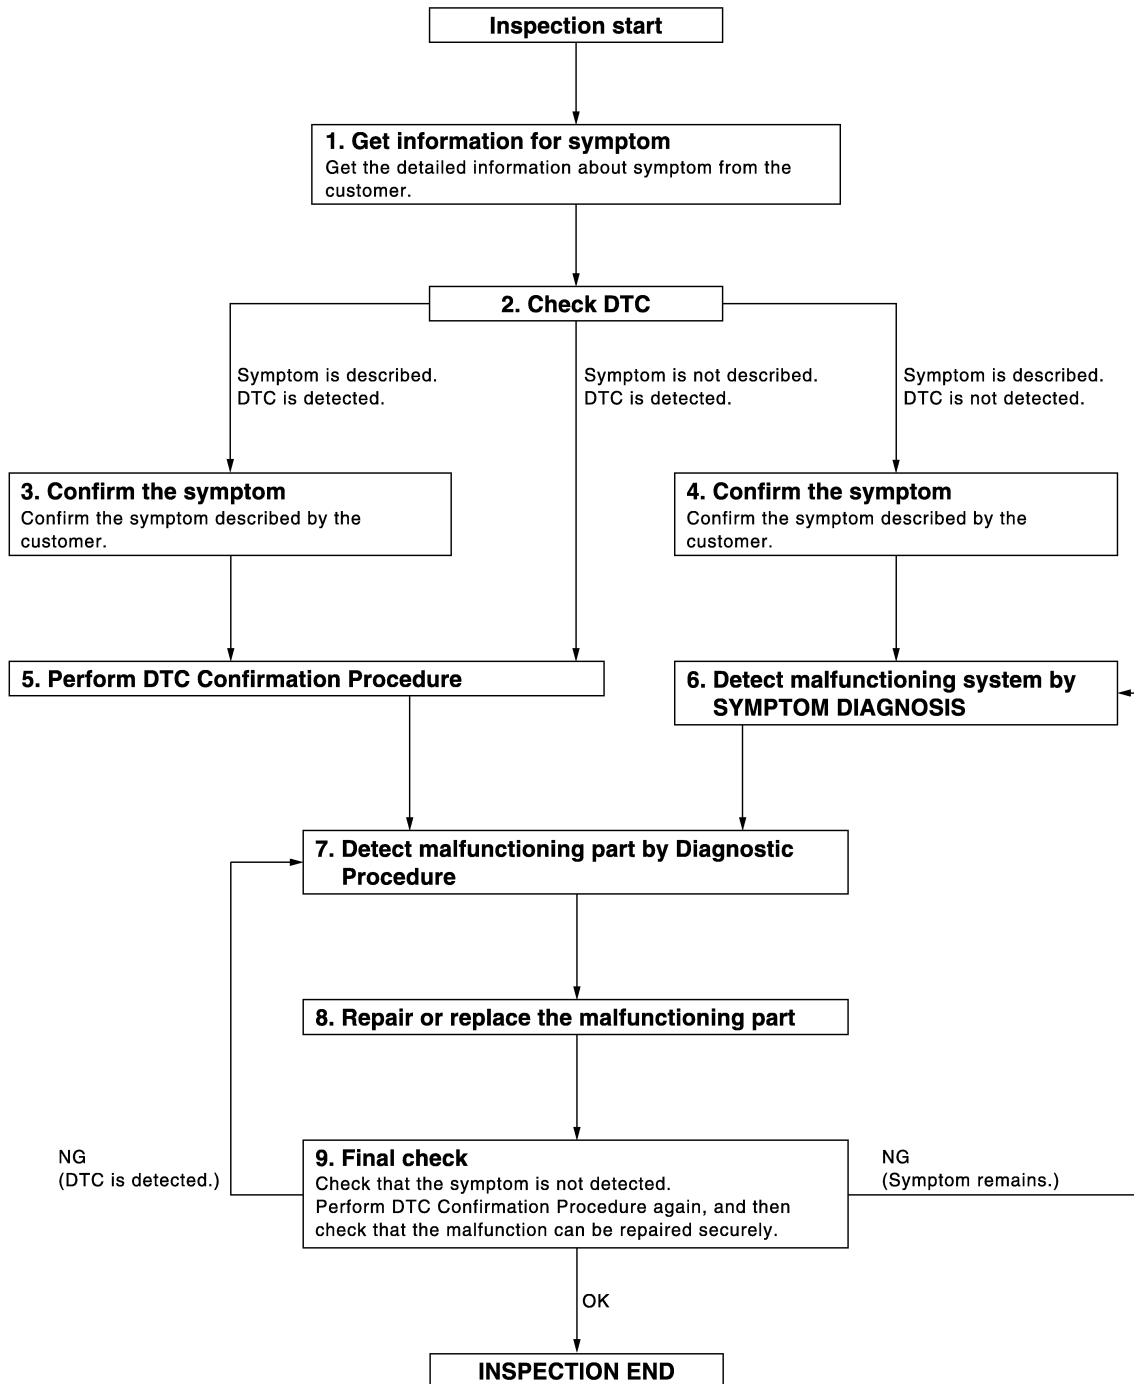 Inspection start
1. Get information for symptom
Get the detailed information about symptom from the
customer.
2. Check DTC
Symptom is described.
DTC is detected.
Symptom is not described.
DTC is detected.
Symptom is described.
DTC is not detected.
3. Confirm the symptom
Confirm the symptom described by the
customer.
4. Confirm the symptom
Confirm the symptom described by the
customer.
5. Perform DTC Confirmation Procedure
6. Detect malfunctioning system by
SYMPTOM DIAGNOSIS
7. Detect malfunctioning part by Diagnostic
Procedure
8. Repair or replace the malfunctioning part
NG
(DTC is detected.)
9. Final check
Check that the symptom is not detected.
Perform DTC Confirmation Procedure again, and then
check that the malfunction can be repaired securely.
NG
(Symptom remains.)
OK
INSPECTION END